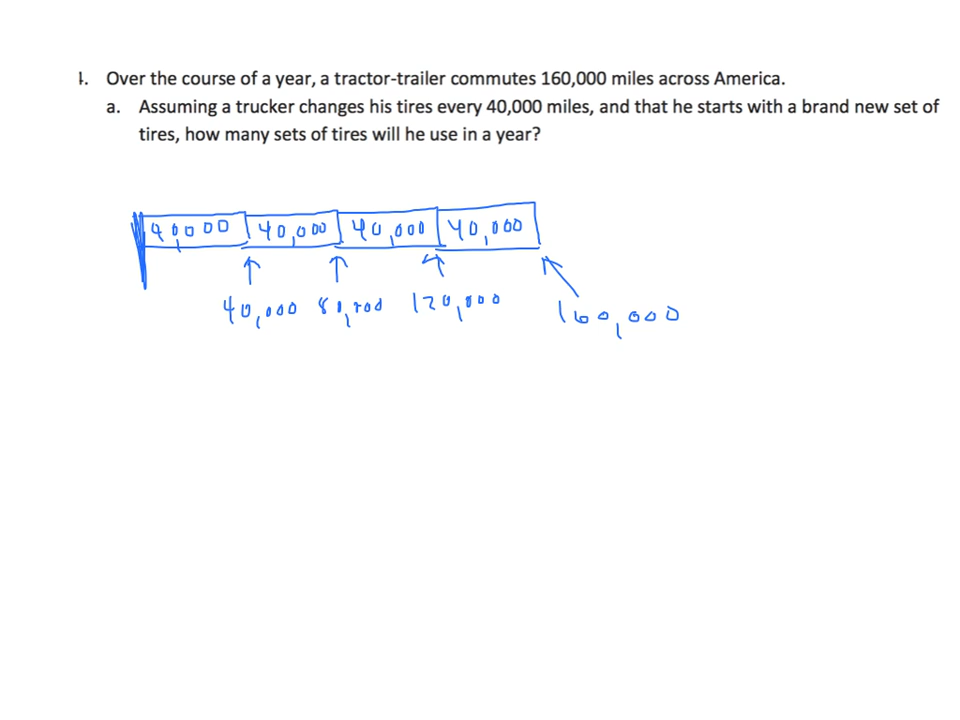 1. Over the course of a year, a tractor-trailer commutes 160,000 miles across America.
a. Assuming a trucker changes his tires every 40,000 miles, and that he starts with a brand new set of
tires, how many sets of tires will he use in a year?
40,000 40,000 40,000 40,000
40,000 80,000 120,000 160,000